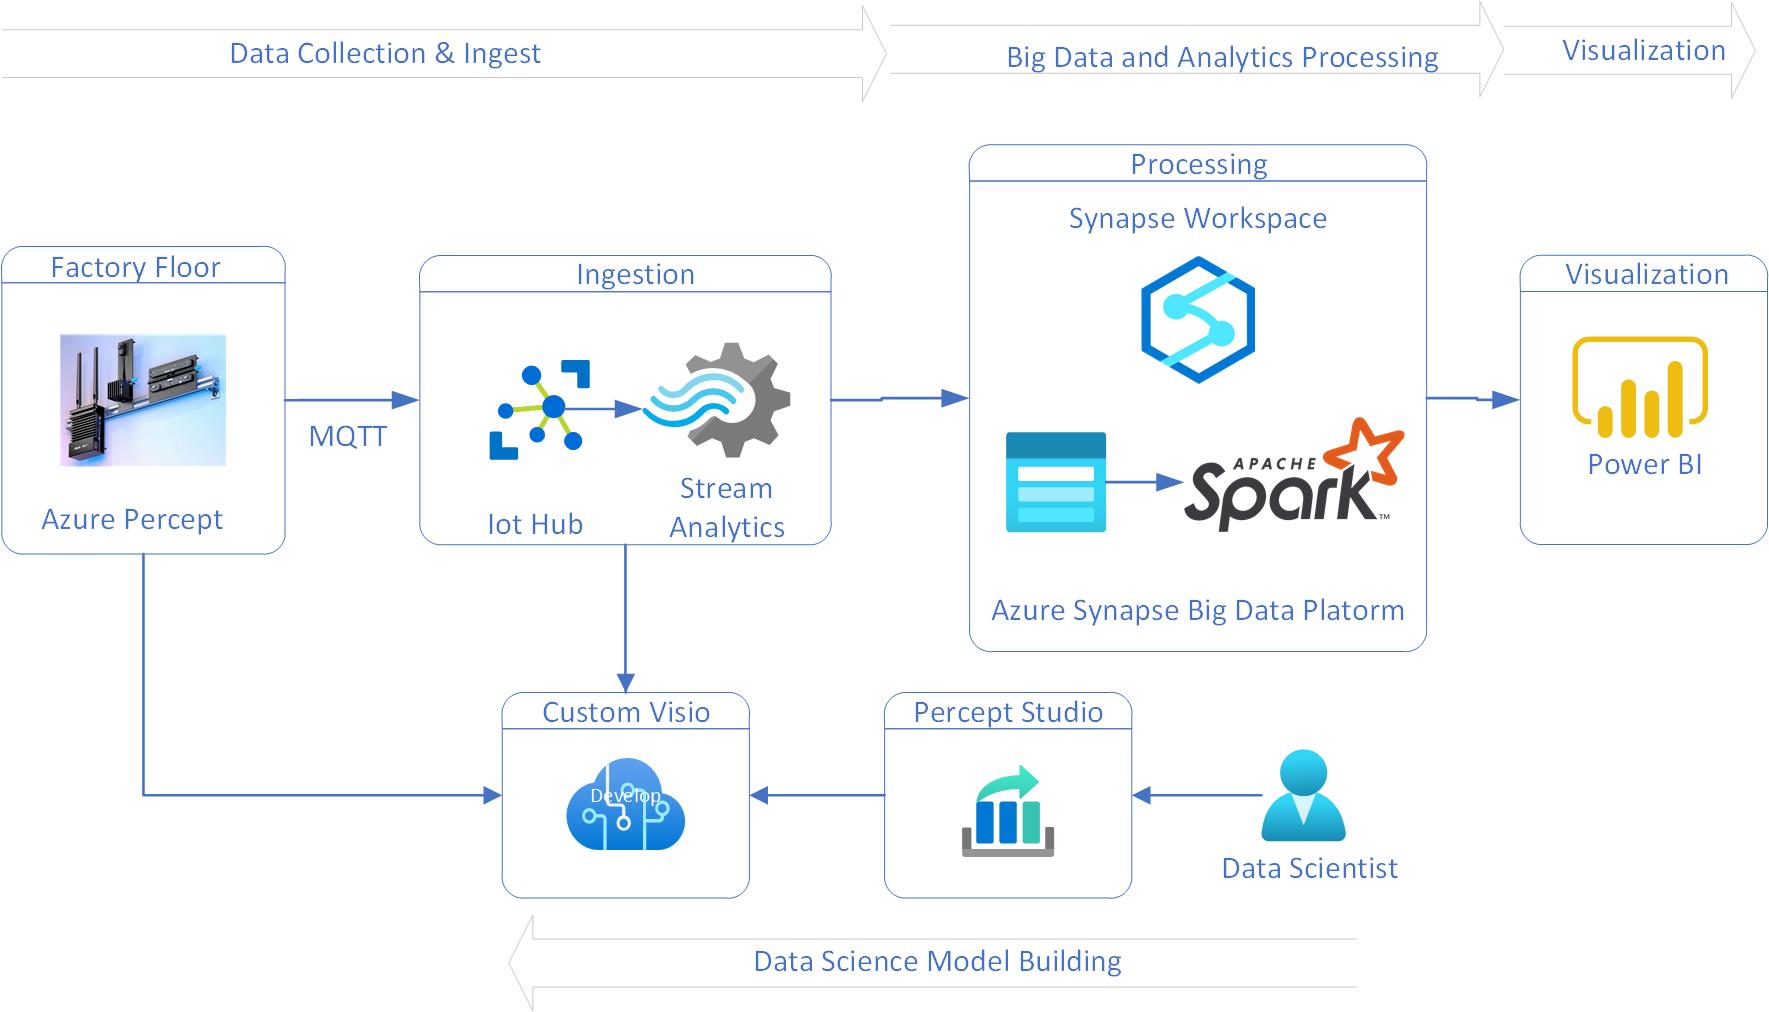 Data Collection & Ingest
Big Data and Analytics Processing
Visualization
Factory Floor
Azure Percept
MQTT
Ingestion
Iot Hub
Stream
Analytics
Processing
Synapse Workspace
APACHE
Spark™
Azure Synapse Big Data Platorm
Visualization
Power BI
Custom Visio
Develop
Percept Studio
Data Scientist
Data Science Model Building